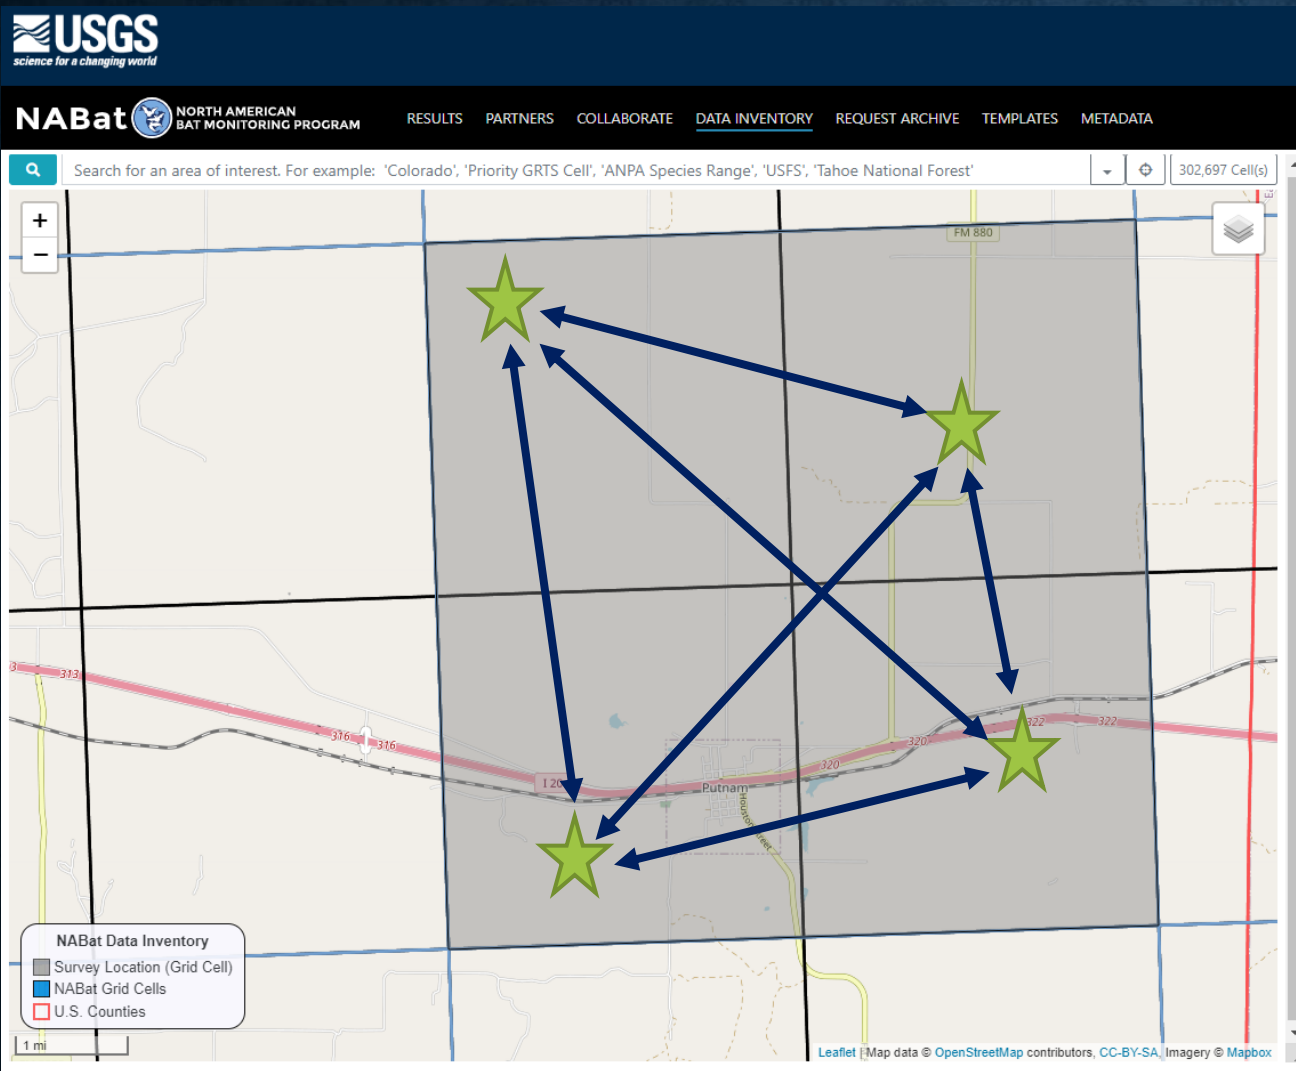 USGS
science for a changing world
NABat NORTH AMERICAN BAT MONITORING PROGRAM
RESULTS PARTNERS COLLABORATE DATA INVENTORY REQUEST ARCHIVE TEMPLATES METADATA
Search for an area of interest. For example: 'Colorado', 'Priority GRTS Cell', 'ANPA Species Range', 'USFS', 'Tahoe National Forest'
302,697 Cell(s)
+
−
FM 880
313
316
316
I 20
320
320
322
322
Putnam
Houston Street
NABat Data Inventory
Survey Location (Grid Cell)
NABat Grid Cells
U.S. Counties
1 mi
Leaflet | Map data © OpenStreetMap contributors, CC-BY-SA, Imagery © Mapbox